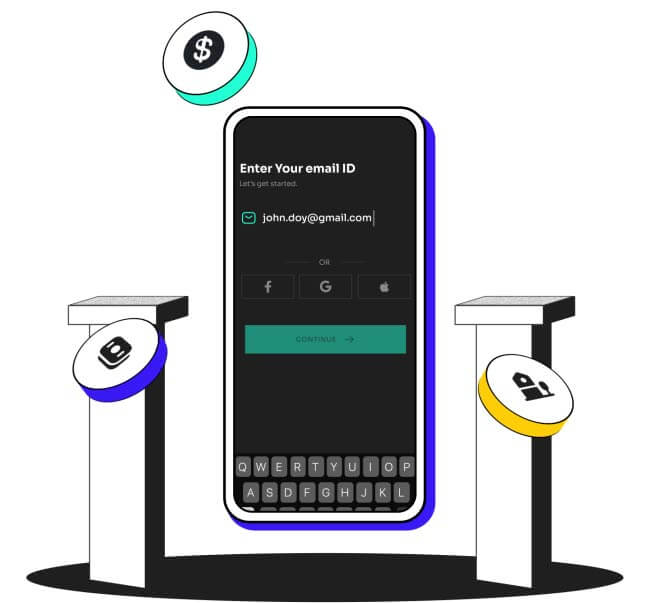 $
Enter Your email ID
Let's get started.
john.doy@gmail.com
OR
f G
CONTINUE
Q W E R T Y U I O P
A S D F G H J K L